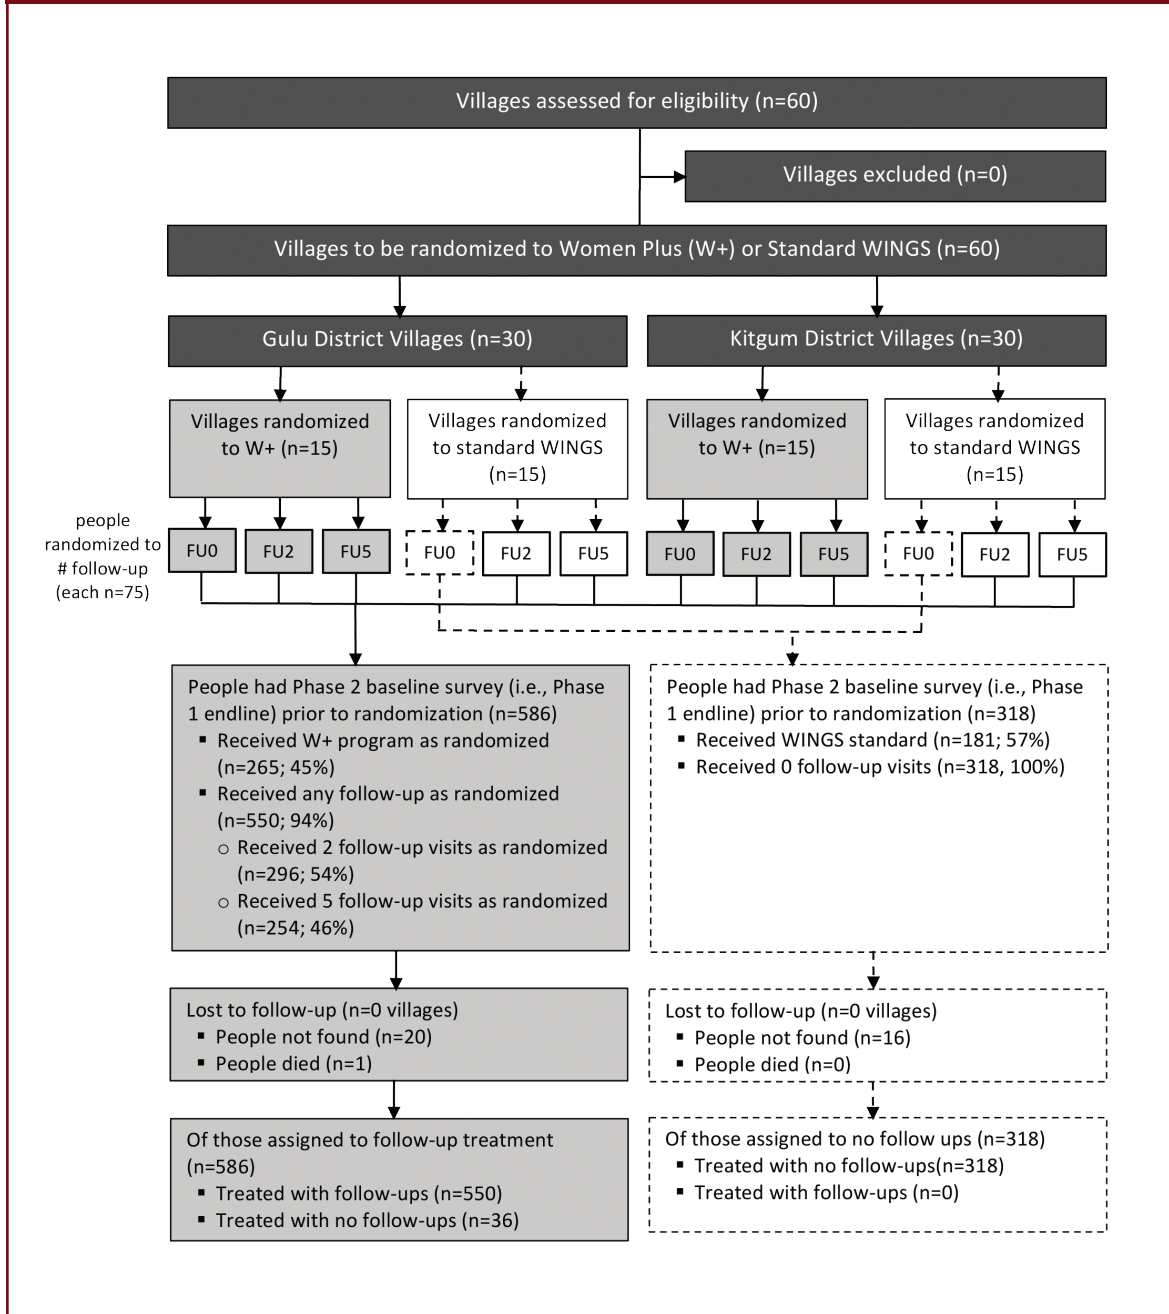 Villages assessed for eligibility (n=60)
Villages excluded (n=0)
Villages to be randomized to Women Plus (W+) or Standard WINGS (n=60)
Gulu District Villages (n=30)
Kitgum District Villages (n=30)
Villages randomized
to W+ (n=15)
Villages randomized
to standard WINGS
(n=15)
Villages randomized
to W+ (n=15)
Villages randomized
to standard WINGS
(n=15)
people
randomized to
# follow-up
(each n=75)
FU0
FU2
FU5
FU0
FU2
FU5
FU0
FU2
FU5
FU0
FU2
FU5
People had Phase 2 baseline survey (i.e., Phase
1 endline) prior to randomization (n=586)
▪ Received W+ program as randomized
(n=265; 45%)
▪ Received any follow-up as randomized
(n=550; 94%)
o Received 2 follow-up visits as randomized
(n=296; 54%)
o Received 5 follow-up visits as randomized
(n=254; 46%)
People had Phase 2 baseline survey (i.e., Phase
1 endline) prior to randomization (n=318)
▪ Received WINGS standard (n=181; 57%)
▪ Received 0 follow-up visits (n=318, 100%)
Lost to follow-up (n=0 villages)
▪ People not found (n=20)
▪ People died (n=1)
Lost to follow-up (n=0 villages)
▪ People not found (n=16)
▪ People died (n=0)
Of those assigned to follow-up treatment
(n=586)
▪ Treated with follow-ups (n=550)
▪ Treated with no follow-ups (n=36)
Of those assigned to no follow ups (n=318)
▪ Treated with no follow-ups(n=318)
▪ Treated with follow-ups (n=0)